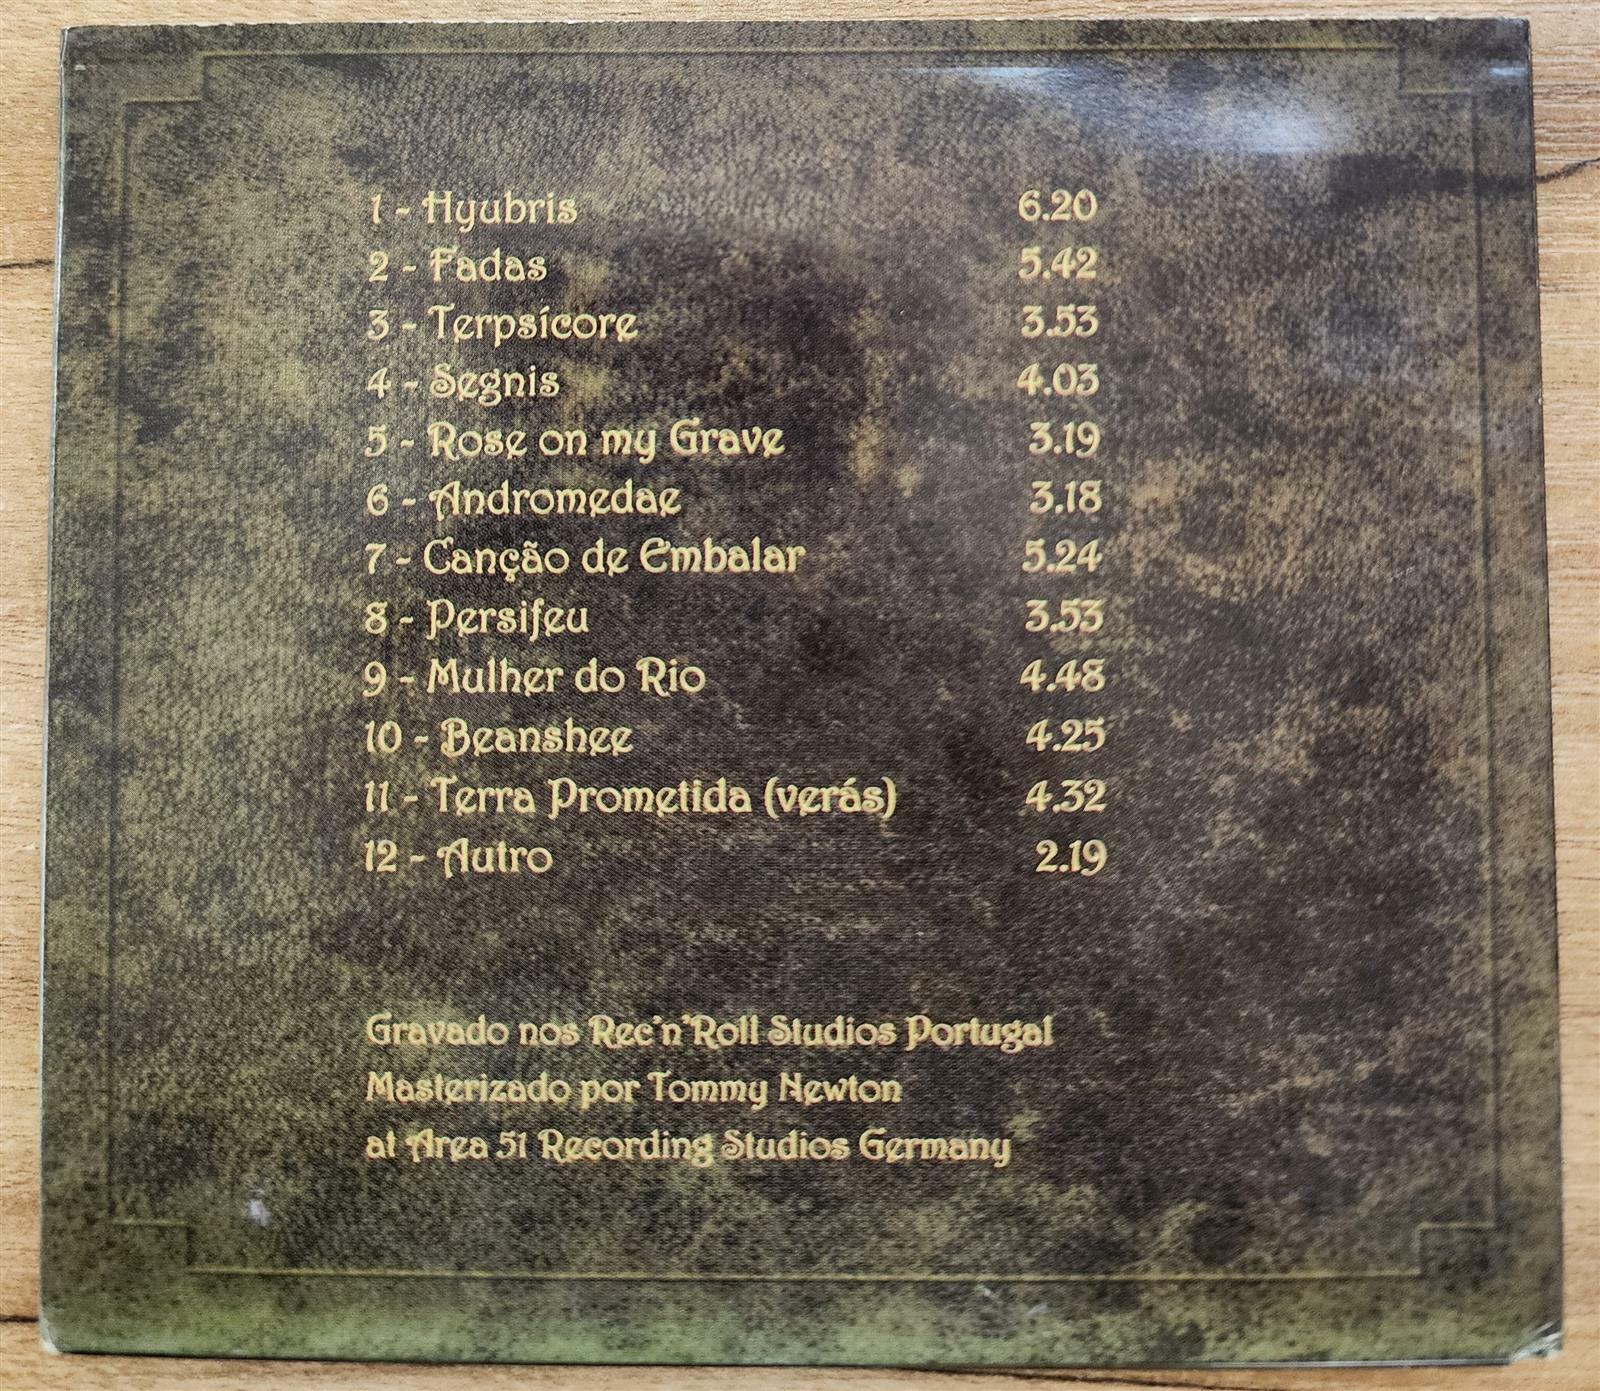 1 - Hyubris 6.20
2 - Fadas 5.42
3 - Terpsícore 3.53
4 - Segnis 4.03
5 - Rose on my Grave 3.19
6 - Andromedae 3.18
7 - Canção de Embalar 5.24
8 - Persifeu 3.53
9 - Mulher do Rio 4.48
10 - Beanshee 4.25
11 - Terra Prometida (verás) 4.32
12 - Autro 2.19
Gravado nos Rec'n'Roll Studios Portugal
Masterizado por Tommy Newton
at Area 51 Recording Studios Germany